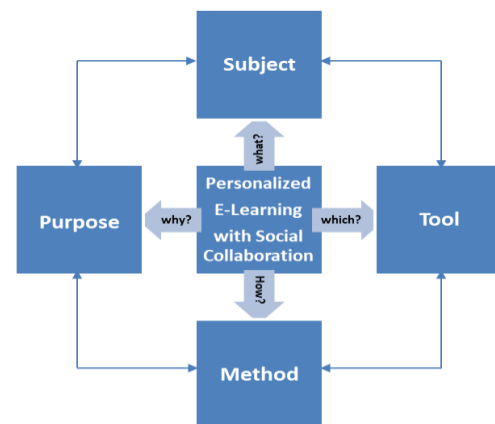 Subject
what?
Personalized
E-Learning
with Social
Collaboration
Purpose
why?
which?
Tool
How?
Method